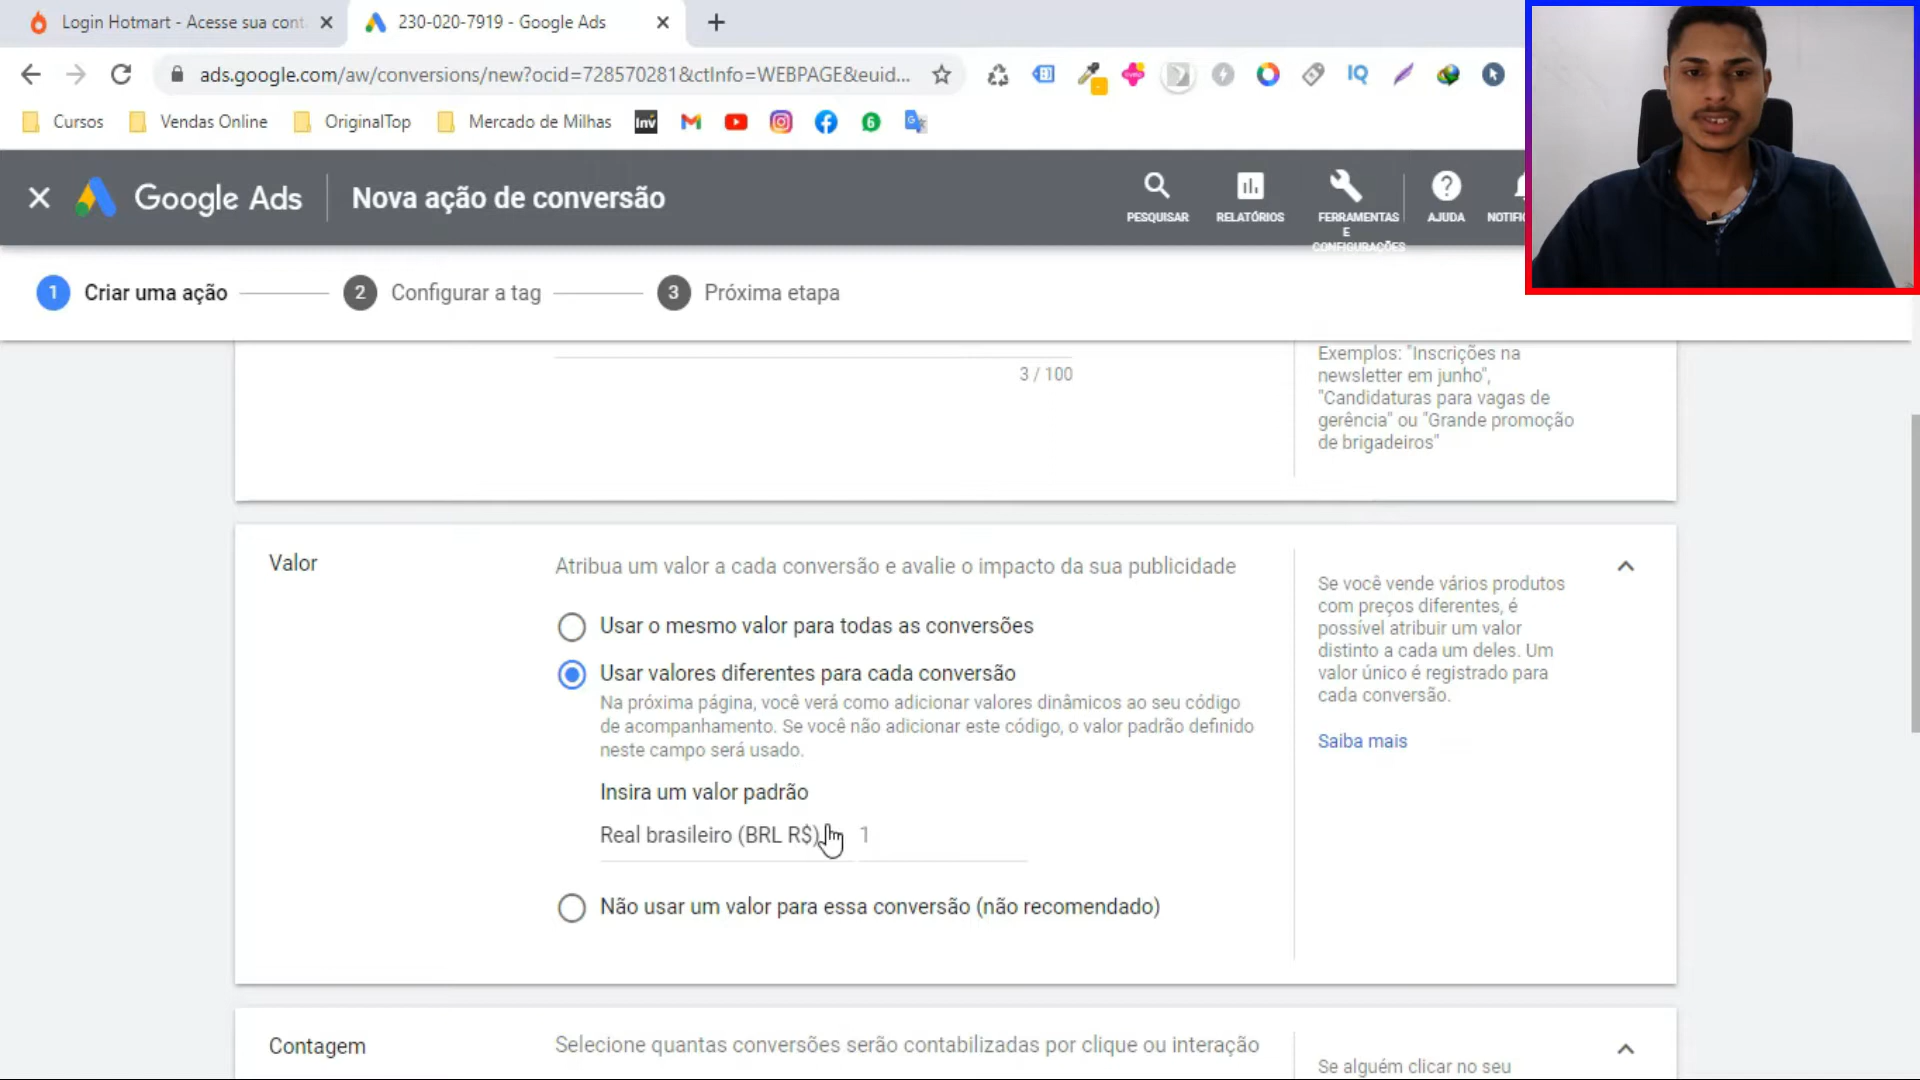 Login Hotmart - Acesse sua cont
230-020-7919 - Google Ads
ads.google.com/aw/conversions/new?ocid=728570281&ctInfo=WEBPAGE&euid...
IQ
Cursos
Vendas Online
OriginalTop
Mercado de Milhas
Inv
6
Google Ads
Nova ação de conversão
PESQUISAR
RELATÓRIOS
FERRAMENTAS
E
CONFIGURAÇÕES
AJUDA
NOTIFI
1 Criar uma ação
2 Configurar a tag
3 Próxima etapa
3 / 100
Exemplos: "Inscrições na
newsletter em junho",
"Candidaturas para vagas de
gerência" ou "Grande promoção
de brigadeiros"
Valor
Atribua um valor a cada conversão e avalie o impacto da sua publicidade
Usar o mesmo valor para todas as conversões
Usar valores diferentes para cada conversão
Na próxima página, você verá como adicionar valores dinâmicos ao seu código
de acompanhamento. Se você não adicionar este código, o valor padrão definido
neste campo será usado.
Insira um valor padrão
Real brasileiro (BRL R$) 1
Não usar um valor para essa conversão (não recomendado)
Se você vende vários produtos
com preços diferentes, é
possível atribuir um valor
distinto a cada um deles. Um
valor único é registrado para
cada conversão.
Saiba mais
Contagem
Selecione quantas conversões serão contabilizadas por clique ou interação
Se alguém clicar no seu